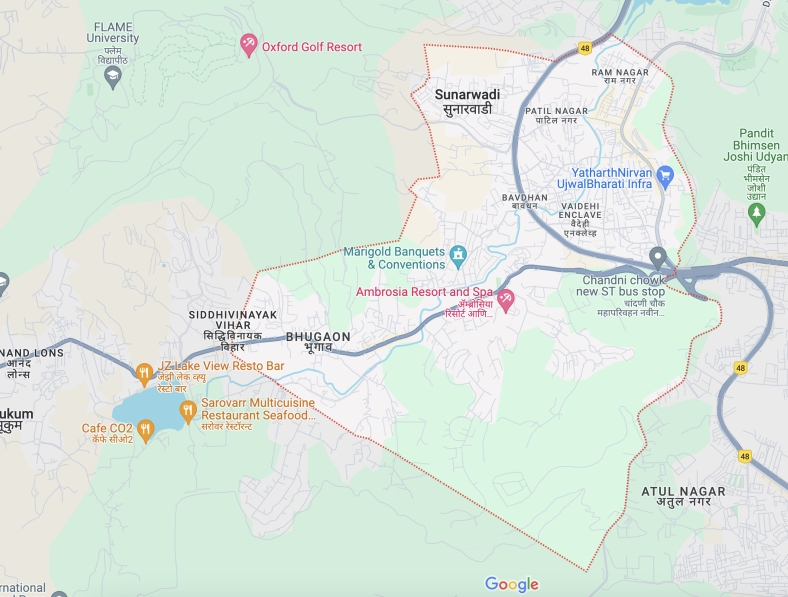 FLAME
University
फ्लेम
विद्यापीठ
Oxford Golf Resort
48
RAM NAGAR
राम नगर
Sunarwadi
सुनारवाडी
PATIL NAGAR
पाटिल नगर
Pandit
Bhimsen
Joshi Udyan
पंडित
भीमसेन
जोशी
उद्यान
YatharthNirvan
UjwalBharati Infra
BAVDHAN
बावधन
VAIDEHI
ENCLAVE
वैदेही
एनक्लेव्ह
Marigold Banquets
& Conventions
Chandni chowk
new ST bus stop
चांदणी चौक
महापरिवहन नवीन...
Ambrosia Resort and Spa
अ‍ॅम्ब्रोसिया
रिसोर्ट आणि...
SIDDHIVINAYAK
VIHAR
सिद्धिविनायक
विहार
BHUGAON
भूगाव
NAND LONS
आनंद
लोन्स
JZ Lake View Resto Bar
जेझी लेक व्ह्यू
रेस्टो बार
48
Sarovarr Multicuisine
Restaurant Seafood...
सरोवर रेस्टॉरन्ट
ukum
Cafe CO2
कॅफे सीओ2
48
ATUL NAGAR
अतुल नगर
Google